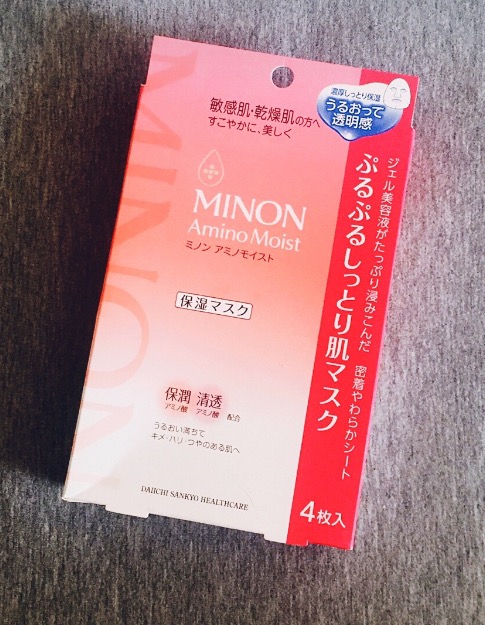 敏感肌・乾燥肌の方へ
すこやかに、美しく
濃厚しっとり保湿
うるおって
透明感
MINON
Amino Moist
ミノン アミノモイスト
保湿マスク
保潤 清透
アミノ酸 アミノ酸 配合
うるおい満ちて
キメ・ハリ・つやのある肌へ
DAIICHI SANKYO HEALTHCARE
ジェル美容液がたっぷり浸みこんだ 密着やわらかシート
ぷるぷるしっとり肌マスク
4枚入
MINON